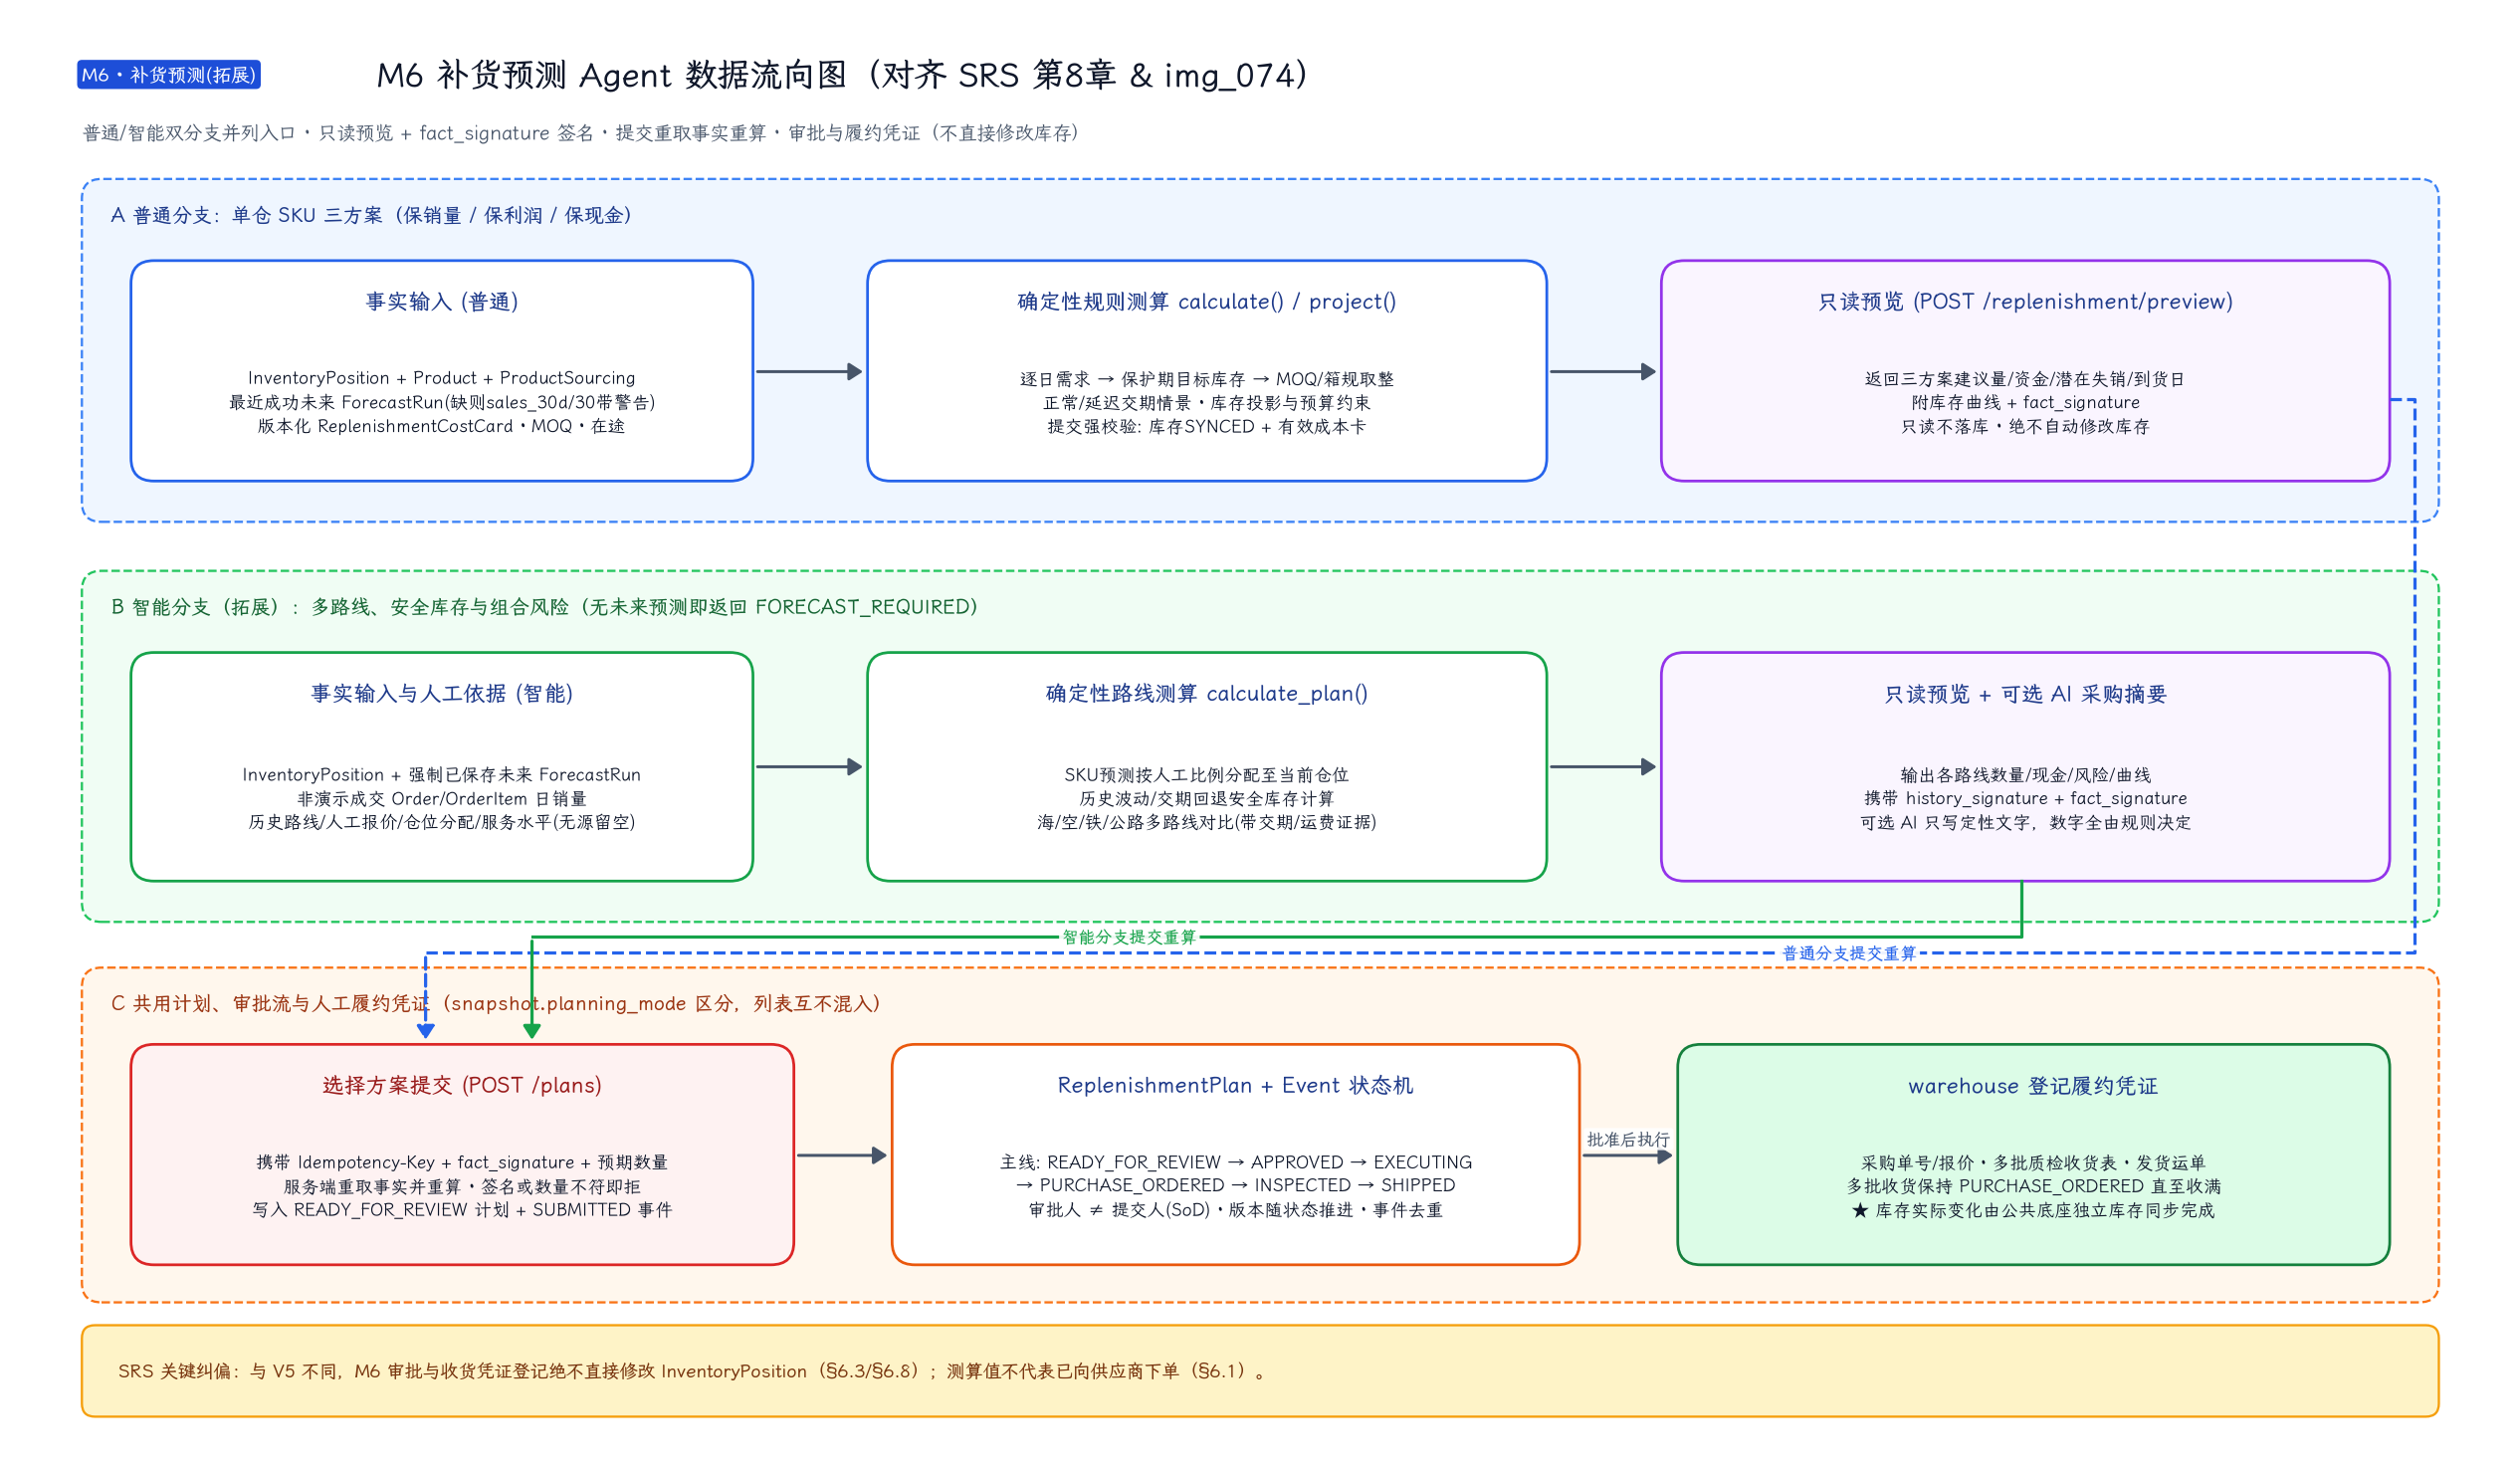 M6・补货预测(拓展)
M6 补货预测 Agent 数据流向图（对齐 SRS 第8章 & img_074）
普通/智能双分支并列入口・只读预览 + fact_signature 签名・提交重取事实重算・审批与履约凭证（不直接修改库存）
A 普通分支：单仓 SKU 三方案（保销量 / 保利润 / 保现金）
事实输入 (普通)
InventoryPosition + Product + ProductSourcing
最近成功未来 ForecastRun(缺则sales_30d/30带警告)
版本化 ReplenishmentCostCard・MOQ・在途
确定性规则测算 calculate() / project()
逐日需求 → 保护期目标库存 → MOQ/箱规取整
正常/延迟交期情景・库存投影与预算约束
提交强校验: 库存SYNCED + 有效成本卡
只读预览 (POST /replenishment/preview)
返回三方案建议量/资金/潜在失销/到货日
附库存曲线 + fact_signature
只读不落库・绝不自动修改库存
B 智能分支（拓展）：多路线、安全库存与组合风险（无未来预测即返回 FORECAST_REQUIRED）
事实输入与人工依据 (智能)
InventoryPosition + 强制已保存未来 ForecastRun
非演示成交 Order/OrderItem 日销量
历史路线/人工报价/仓位分配/服务水平(无源留空)
确定性路线测算 calculate_plan()
SKU预测按人工比例分配至当前仓位
历史波动/交期回退安全库存计算
海/空/铁/公路多路线对比(带交期/运费证据)
只读预览 + 可选 AI 采购摘要
输出各路线数量/现金/风险/曲线
携带 history_signature + fact_signature
可选 AI 只写定性文字，数字全由规则决定
智能分支提交重算
普通分支提交重算
C 共用计划、审批流与人工履约凭证（snapshot.planning_mode 区分，列表互不混入）
选择方案提交 (POST /plans)
携带 Idempotency-Key + fact_signature + 预期数量
服务端重取事实并重算・签名或数量不符即拒
写入 READY_FOR_REVIEW 计划 + SUBMITTED 事件
ReplenishmentPlan + Event 状态机
主线: READY_FOR_REVIEW → APPROVED → EXECUTING
→ PURCHASE_ORDERED → INSPECTED → SHIPPED
审批人 ≠ 提交人(SoD)・版本随状态推进・事件去重
批准后执行
warehouse 登记履约凭证
采购单号/报价・多批质检收货表・发货运单
多批收货保持 PURCHASE_ORDERED 直至收满
★ 库存实际变化由公共底座独立库存同步完成
SRS 关键纠偏：与 V5 不同，M6 审批与收货凭证登记绝不直接修改 InventoryPosition（§6.3/§6.8）；测算值不代表已向供应商下单（§6.1）。